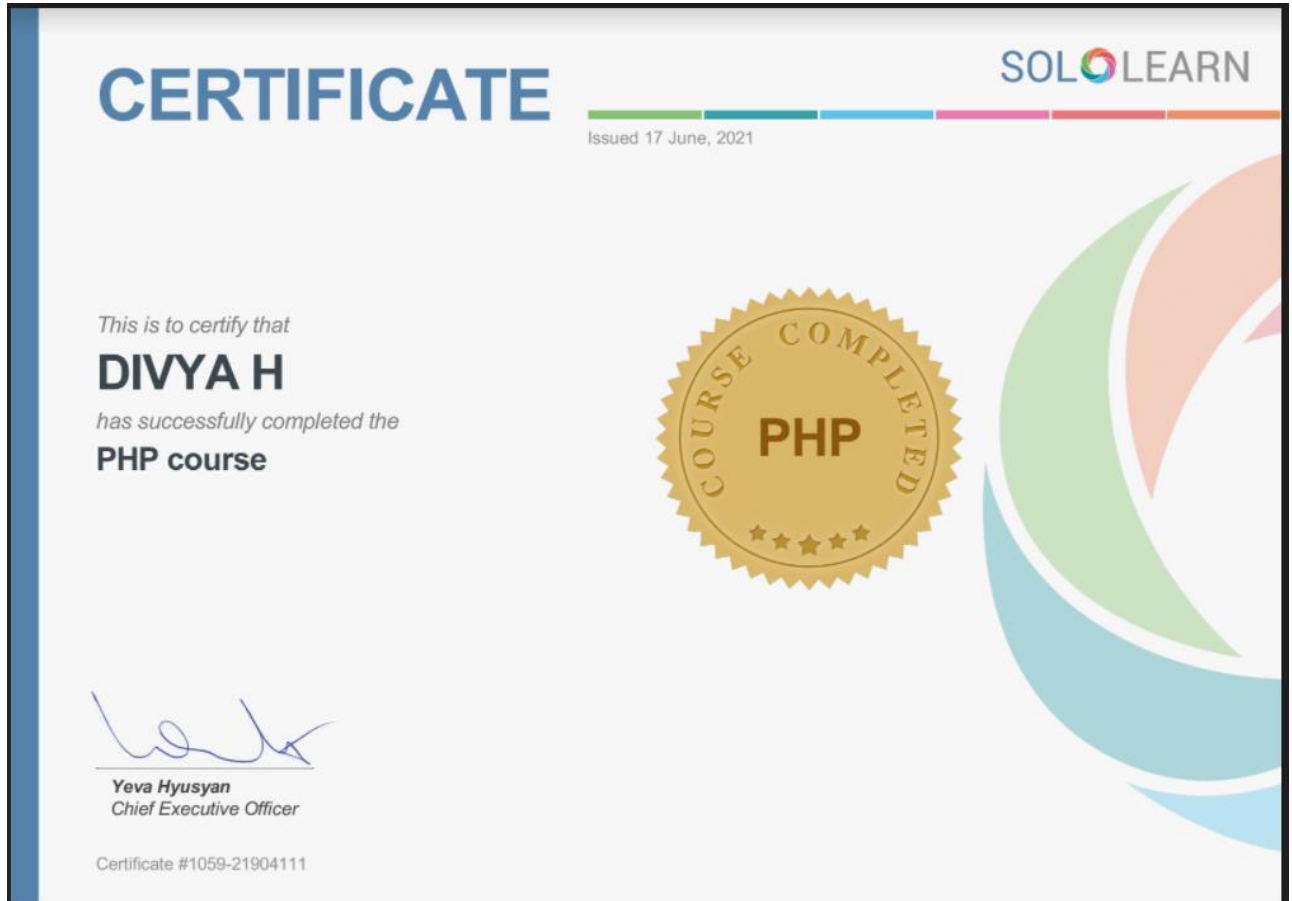 CERTIFICATE
SOLOLEARN
Issued 17 June, 2021
This is to certify that
DIVYA H
has successfully completed the
PHP course
COURSE COMPLETED
PHP
Yeva Hyusyan
Chief Executive Officer
Certificate #1059-21904111